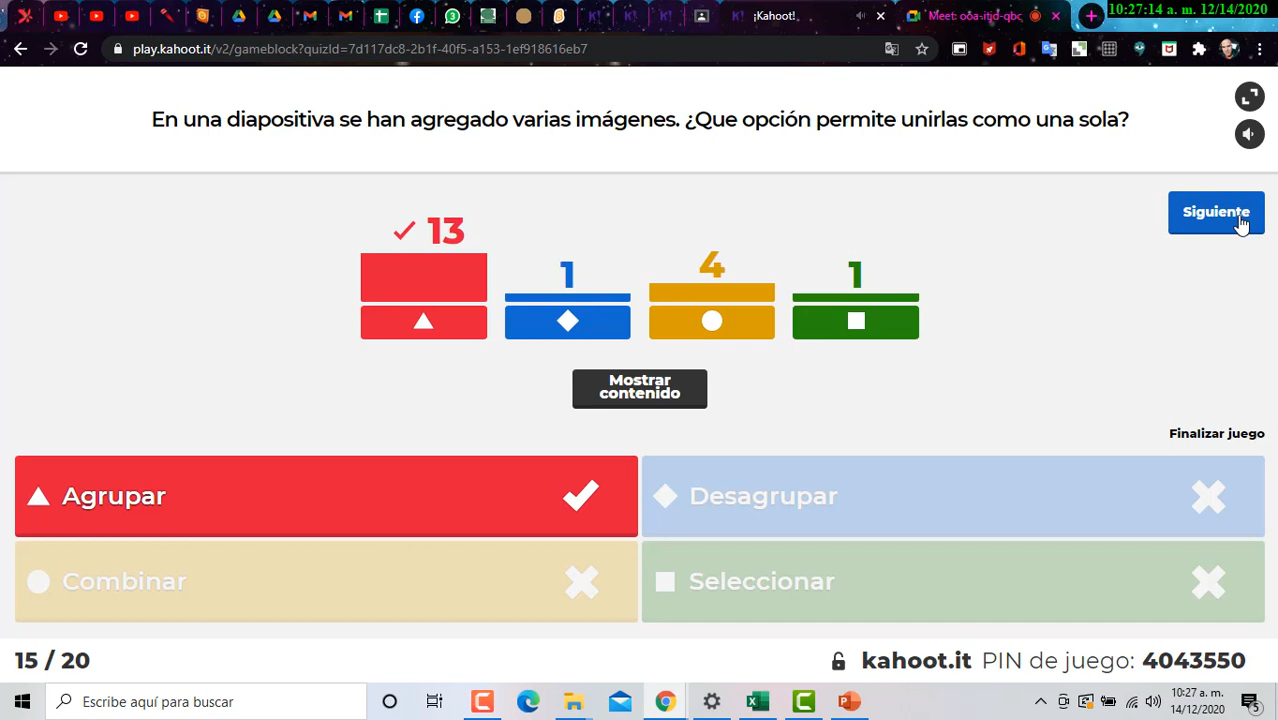 ¡Kahoot!
Meet: ooa-itjd-qbc
10:27:14 a. m. 12/14/2020
play.kahoot.it/v2/gameblock?quizId=7d117dc8-2b1f-40f5-a153-1ef918616eb7
En una diapositiva se han agregado varias imágenes. ¿Que opción permite unirlas como una sola?
Siguiente
13
1
4
1
Mostrar
contenido
Finalizar juego
Agrupar
Desagrupar
Combinar
Seleccionar
15 / 20
kahoot.it PIN de juego: 4043550
Escribe aquí para buscar
10:27 a. m.
14/12/2020
5